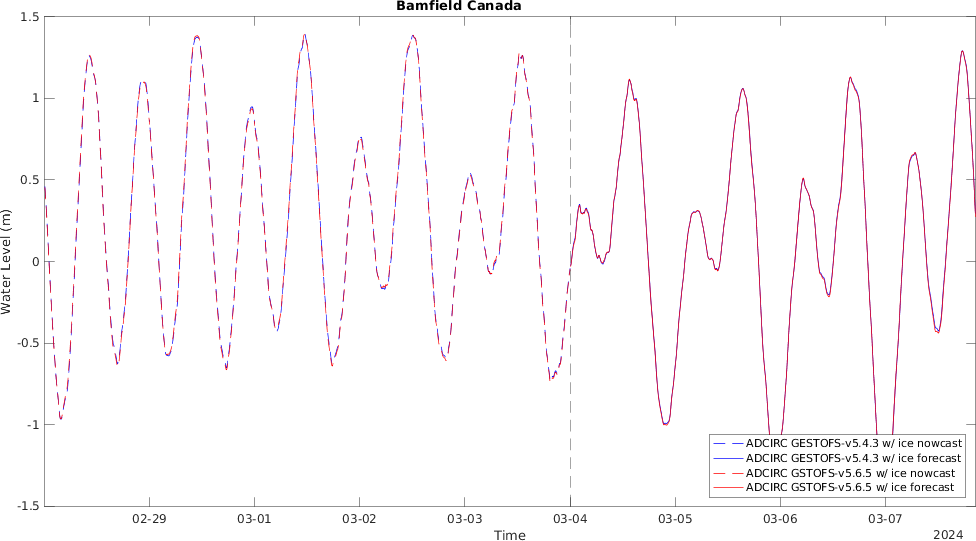 Bamfield Canada
1.5
1
0.5
0
-0.5
-1
-1.5
Water Level (m)
02-29 03-01 03-02 03-03 03-04 03-05 03-06 03-07
Time
2024
ADCIRC GESTOFS-v5.4.3 w/ ice nowcast
ADCIRC GESTOFS-v5.4.3 w/ ice forecast
ADCIRC GSTOFS-v5.6.5 w/ ice nowcast
ADCIRC GSTOFS-v5.6.5 w/ ice forecast